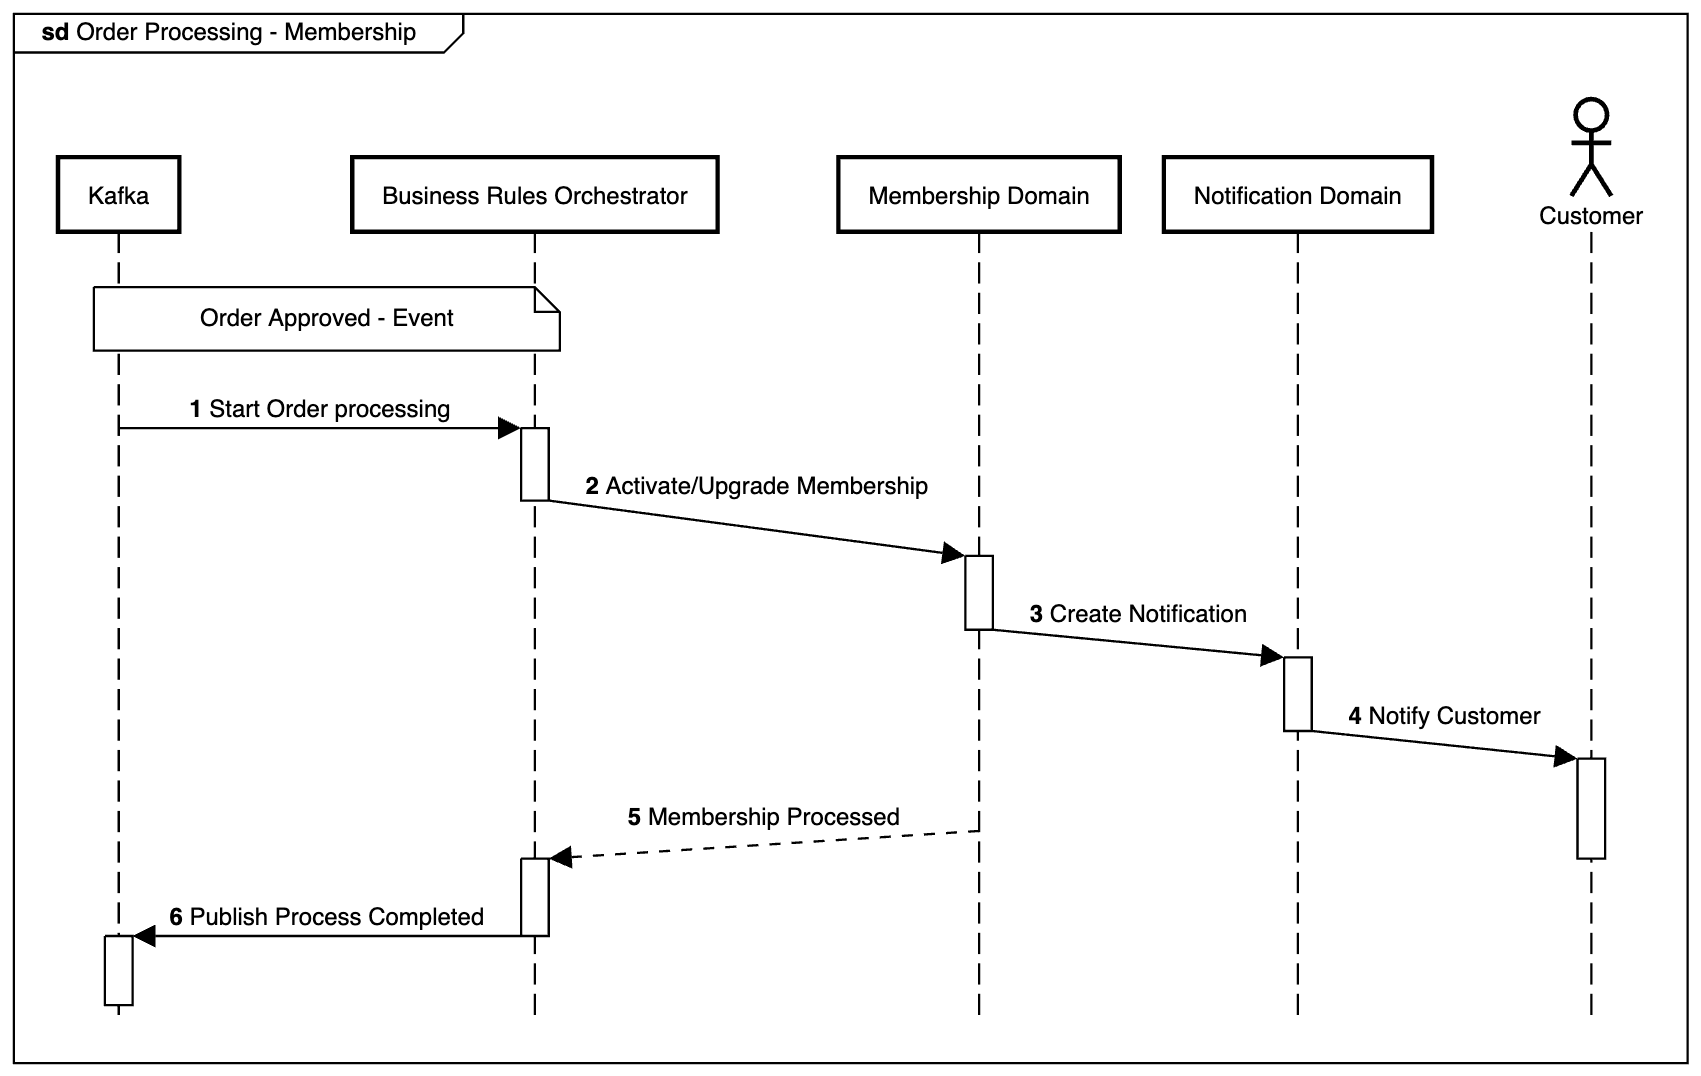 sd Order Processing - Membership
Kafka
Business Rules Orchestrator
Membership Domain
Notification Domain
Customer
Order Approved - Event
1 Start Order processing
2 Activate/Upgrade Membership
3 Create Notification
4 Notify Customer
5 Membership Processed
6 Publish Process Completed